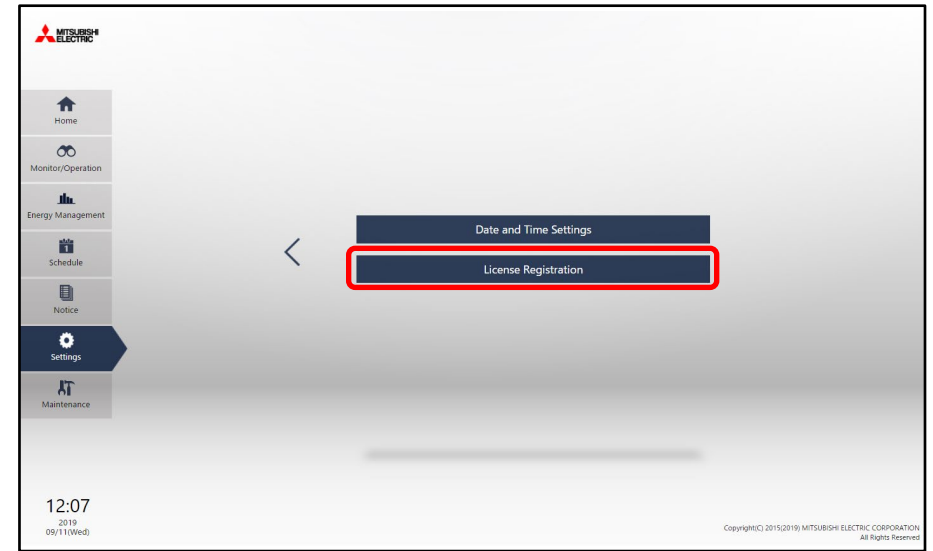 MITSUBISHI
ELECTRIC
Home
Monitor/Operation
Energy Management
1
Schedule
Notice
Settings
Maintenance
Date and Time Settings
License Registration
12:07
2019
09/11(Wed)
Copyright(C) 2015(2019) MITSUBISHI ELECTRIC CORPORATION
All Rights Reserved